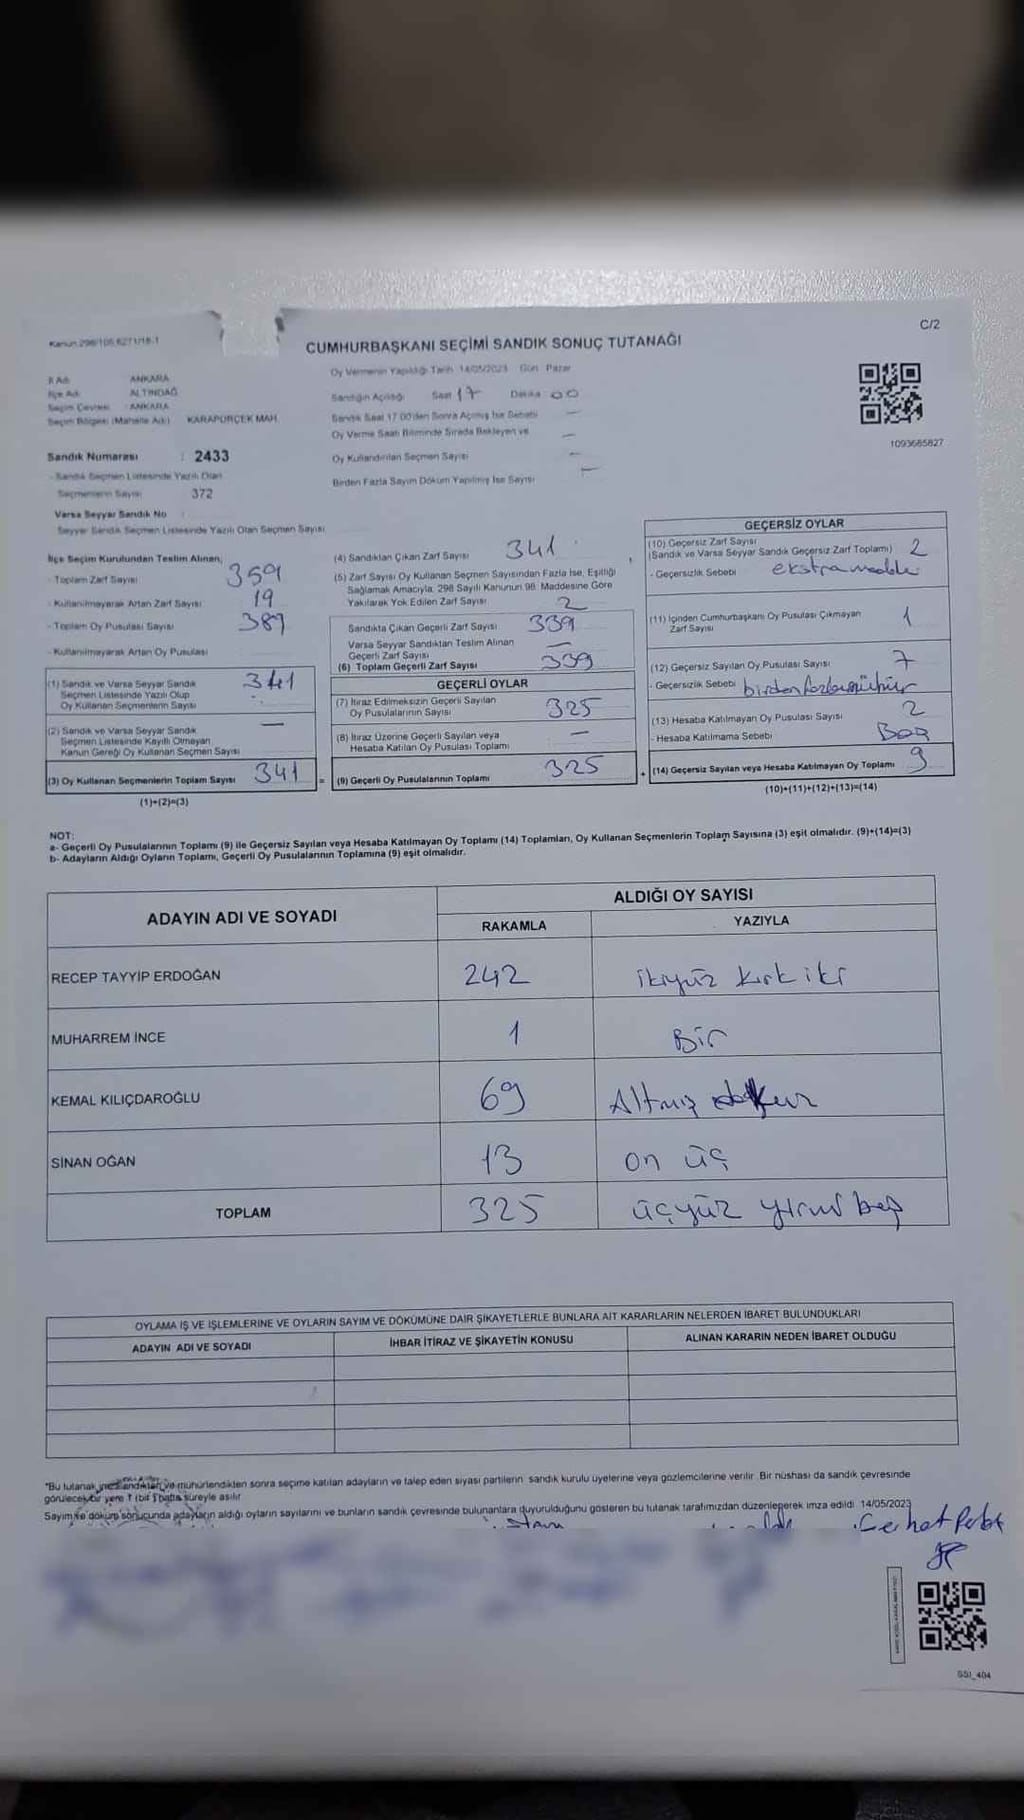 C/2
Kanun 298/105 6271/18-1
CUMHURBAŞKANI SEÇİMİ SANDIK SONUÇ TUTANAĞI
İl Adı : ANKARA
İlçe Adı : ALTINDAĞ
Seçim Çevresi : ANKARA
Seçim Bölgesi (Mahalle Adı) KARAPÜRÇEK MAH.
Sandık Numarası : 2433
- Sandık Seçmen Listesinde Yazılı Olan
Seçmenlerin Sayısı 372
Varsa Seyyar Sandık No :
Seyyar Sandık Seçmen Listesinde Yazılı Olan Seçmen Sayısı
Oy Vermenin Yapıldığı Tarih 14/05/2023 Gün Pazar
Sandığın Açılışı Saat 17 Dakika 00
Sandık Saat 17.00'den Sonra Açılmış İse Sebebi —
Oy Verme Saati Bitiminde Sırada Bekleyen ve —
Oy Kullandırılan Seçmen Sayısı —
Birden Fazla Sayım Döküm Yapılmış İse Sayısı —
1093685827
İlçe Seçim Kurulundan Teslim Alınan;
- Toplam Zarf Sayısı 359
- Kullanılmayarak Artan Zarf Sayısı 19
- Toplam Oy Pusulası Sayısı 389
- Kullanılmayarak Artan Oy Pusulası
(1) Sandık ve Varsa Seyyar Sandık 341
Seçmen Listesinde Yazılı Olup
Oy Kullanan Seçmenlerin Sayısı
(2) Sandık ve Varsa Seyyar Sandık —
Seçmen Listesinde Kayıtlı Olmayan
Kanun Gereği Oy Kullanan Seçmen Sayısı
(3) Oy Kullanan Seçmenlerin Toplam Sayısı 341 =
(1)+(2)=(3)
(4) Sandıktan Çıkan Zarf Sayısı 341
(5) Zarf Sayısı Oy Kullanan Seçmen Sayısından Fazla İse, Eşitliği
Sağlamak Amacıyla, 298 Sayılı Kanunun 98. Maddesine Göre
Yakılarak Yok Edilen Zarf Sayısı 2
Sandıkta Çıkan Geçerli Zarf Sayısı 339
Varsa Seyyar Sandıktan Teslim Alınan
Geçerli Zarf Sayısı —
(6) Toplam Geçerli Zarf Sayısı 339
GEÇERLİ OYLAR
(7) İtiraz Edilmeksizin Geçerli Sayılan 325
Oy Pusulalarının Sayısı
(8) İtiraz Üzerine Geçerli Sayılan veya —
Hesaba Katılan Oy Pusulası Toplamı
(9) Geçerli Oy Pusulalarının Toplamı 325 +
GEÇERSİZ OYLAR
(10) Geçersiz Zarf Sayısı 2
(Sandık ve Varsa Seyyar Sandık Geçersiz Zarf Toplamı)
- Geçersizlik Sebebi ekstra madde
(11) İçinden Cumhurbaşkanı Oy Pusulası Çıkmayan 1
Zarf Sayısı
(12) Geçersiz Sayılan Oy Pusulası Sayısı 7
- Geçersizlik Sebebi birden fazla mühür
(13) Hesaba Katılmayan Oy Pusulası Sayısı 2
- Hesaba Katılmama Sebebi Boş
(14) Geçersiz Sayılan veya Hesaba Katılmayan Oy Toplamı 9
(10)+(11)+(12)+(13)=(14)
NOT:
a- Geçerli Oy Pusulalarının Toplamı (9) ile Geçersiz Sayılan veya Hesaba Katılmayan Oy Toplamı (14) Toplamları, Oy Kullanan Seçmenlerin Toplam Sayısına (3) eşit olmalıdır. (9)+(14)=(3)
b- Adayların Aldığı Oyların Toplamı, Geçerli Oy Pusulalarının Toplamına (9) eşit olmalıdır.
ADAYIN ADI VE SOYADI
ALDIĞI OY SAYISI
RAKAMLA YAZIYLA
RECEP TAYYİP ERDOĞAN 242 ikiyüz kırk iki
MUHARREM İNCE 1 Bir
KEMAL KILIÇDAROĞLU 69 Altmış dokuz
SİNAN OĞAN 13 on üç
TOPLAM 325 üçyüz yirmi beş
OYLAMA İŞ VE İŞLEMLERİNE VE OYLARIN SAYIM VE DÖKÜMÜNE DAİR ŞİKAYETLERLE BUNLARA AİT KARARLARIN NELERDEN İBARET BULUNDUKLARI
ADAYIN ADI VE SOYADI İHBAR İTİRAZ VE ŞİKAYETİN KONUSU ALINAN KARARIN NEDEN İBARET OLDUĞU
*Bu tutanak imzalandıktan ve mühürlendikten sonra seçime katılan adayların ve talep eden siyasi partilerin sandık kurulu üyelerine veya gözlemcilerine verilir. Bir nüshası da sandık çevresinde
görülecek bir yere 1 (bir) hafta süreyle asılır.
Sayım ve döküm sonucunda adayların aldığı oyların sayılarını ve bunların sandık çevresinde bulunanlara duyurulduğunu gösteren bu tutanak tarafımızdan düzenlenerek imza edildi. 14/05/2023
SSI_404